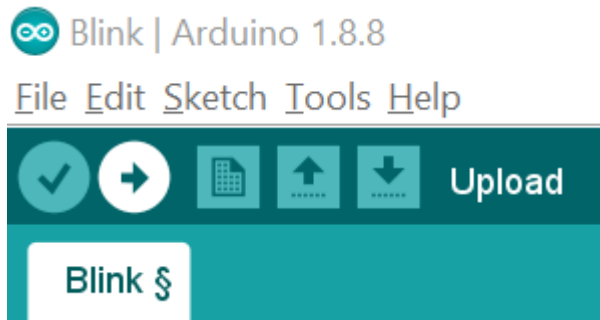 Blink | Arduino 1.8.8
File Edit Sketch Tools Help
Upload
Blink §